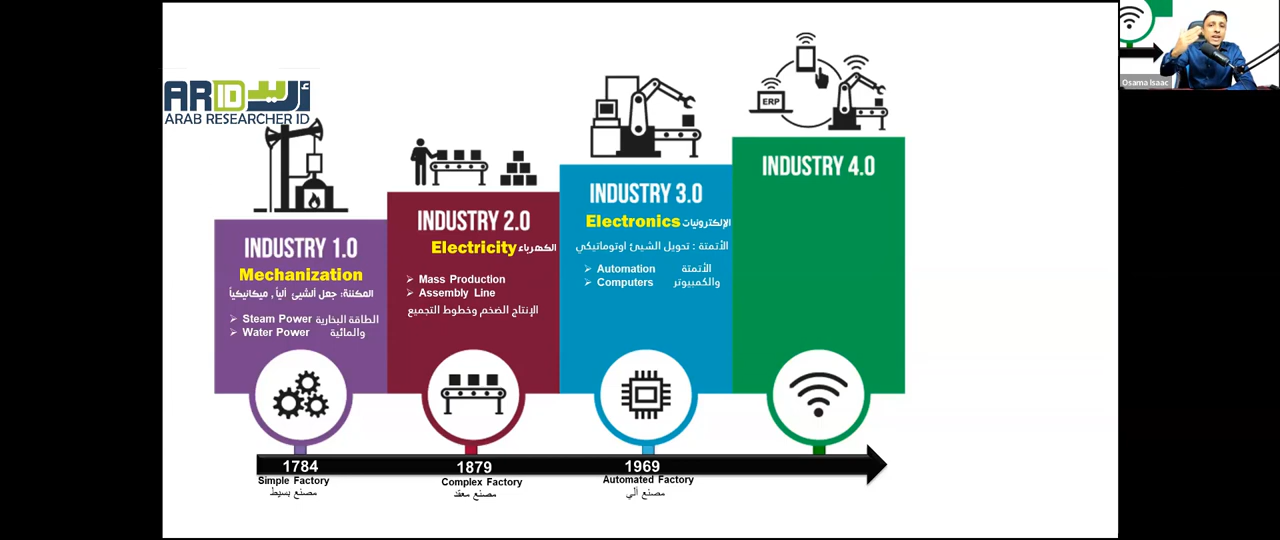 ARID أريد
ARAB RESEARCHER ID
Osama Isaac
ERP
INDUSTRY 1.0
Mechanization
المكننة: جعل الشيئ آلياً , ميكانيكياً
Steam Power الطاقة البخارية
Water Power والمائية
INDUSTRY 2.0
Electricity الكهرباء
Mass Production
Assembly Line
الإنتاج الضخم وخطوط التجميع
INDUSTRY 3.0
Electronics الإلكترونيات
الأتمتة : تحويل الشيئ اوتوماتيكي
Automation الأتمتة
Computers والكمبيوتر
INDUSTRY 4.0
1784
Simple Factory
مصنع بسيط
1879
Complex Factory
مصنع معقد
1969
Automated Factory
مصنع آلي